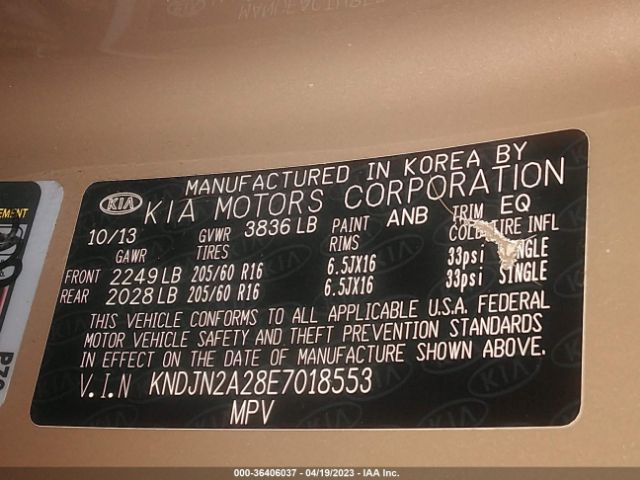 MANUFACTURED IN KOREA BY
KIA KIA MOTORS CORPORATION
10/13 GVWR 3836 LB PAINT ANB TRIM EQ
GAWR TIRES RIMS COLD TIRE INFL
FRONT 2249 LB 205/60 R16 6.5JX16 33psi SINGLE
REAR 2028 LB 205/60 R16 6.5JX16 33psi SINGLE
THIS VEHICLE CONFORMS TO ALL APPLICABLE U.S.A. FEDERAL
MOTOR VEHICLE SAFETY AND THEFT PREVENTION STANDARDS
IN EFFECT ON THE DATE OF MANUFACTURE SHOWN ABOVE.
V.I.N KNDJN2A28E7018553
MPV
000-36406037 - 04/19/2023 - IAA Inc.